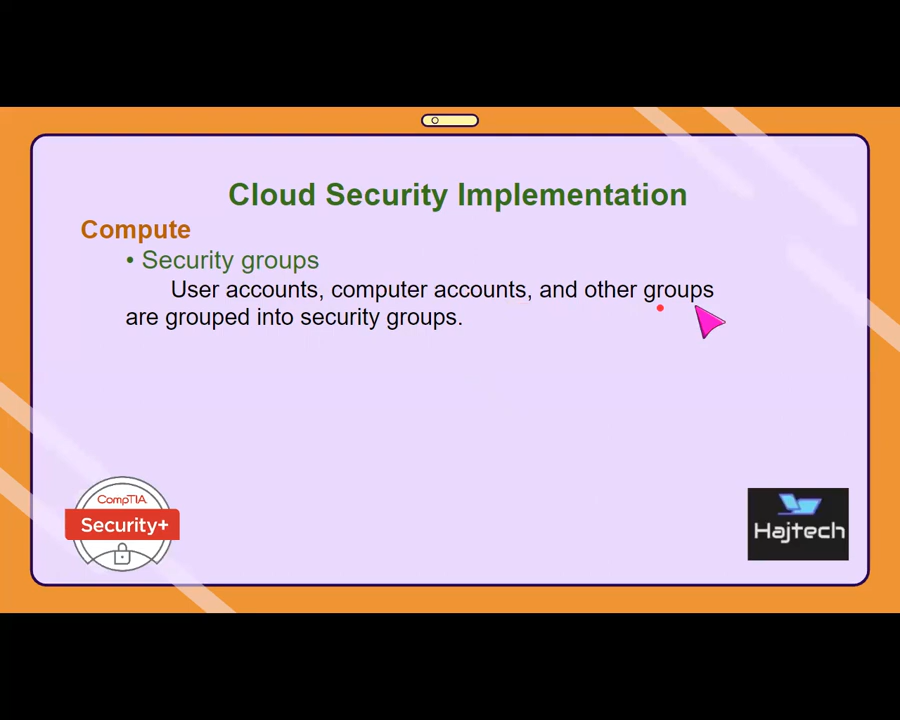 Cloud Security Implementation
Compute
• Security groups
User accounts, computer accounts, and other groups
are grouped into security groups.
CompTIA
Security+
Hajtech